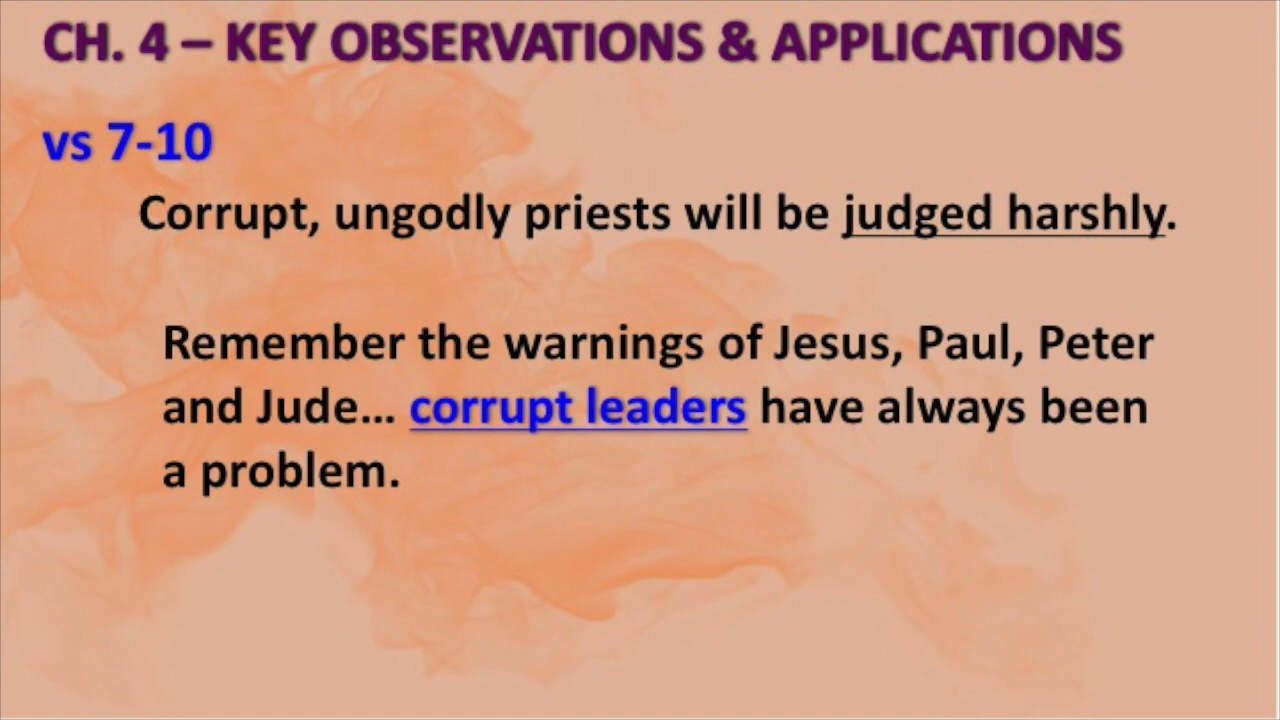 CH. 4 – KEY OBSERVATIONS & APPLICATIONS
vs 7-10
Corrupt, ungodly priests will be judged harshly.
Remember the warnings of Jesus, Paul, Peter
and Jude… corrupt leaders have always been
a problem.